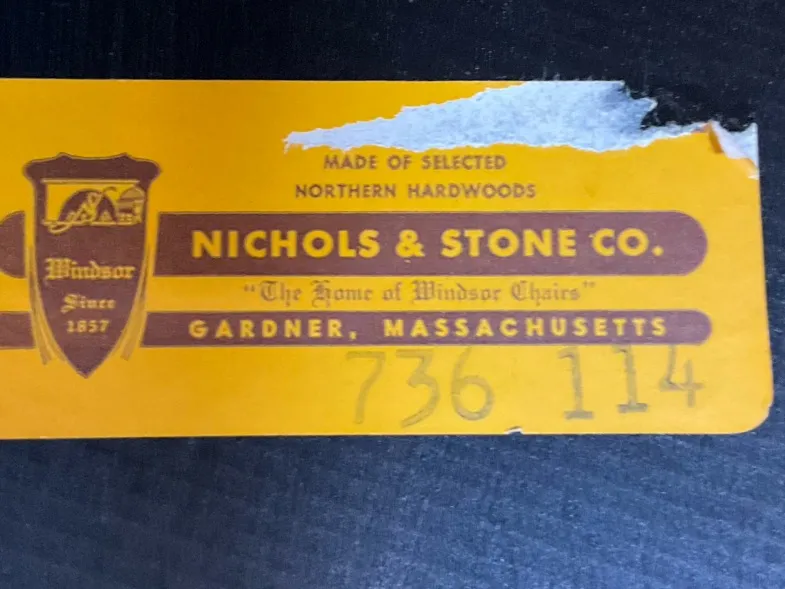 MADE OF SELECTED
NORTHERN HARDWOODS
NICHOLS & STONE CO.
"The Home of Windsor Chairs"
GARDNER, MASSACHUSETTS
736 114
Windsor
Since
1857